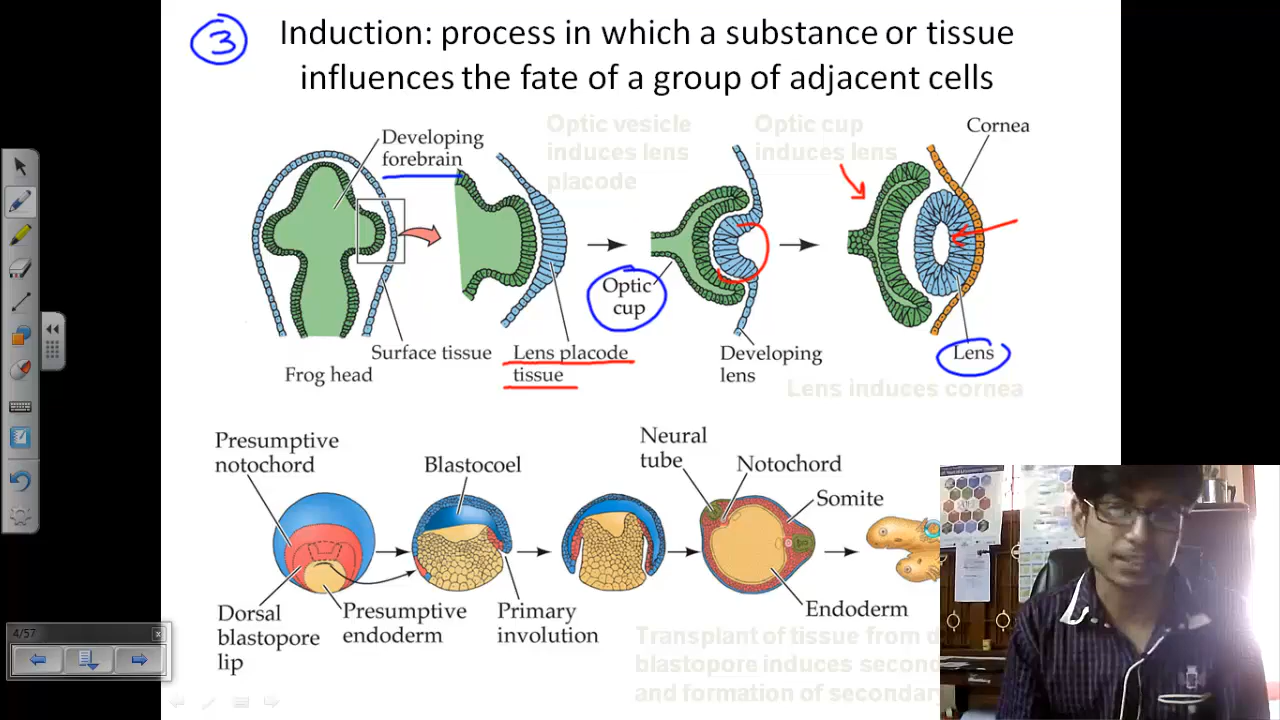 3
Induction: process in which a substance or tissue
influences the fate of a group of adjacent cells
Developing
forebrain
Optic vesicle
induces lens
placode
Optic cup
induces lens
Cornea
Optic
cup
Surface tissue
Lens placode
tissue
Developing
lens
Lens
Frog head
Lens induces cornea
Presumptive
notochord
Blastocoel
Neural
tube
Notochord
Somite
Dorsal
blastopore
lip
Presumptive
endoderm
Primary
involution
Endoderm
Transplant of tissue from
blastopore induces
and formation of
4/57